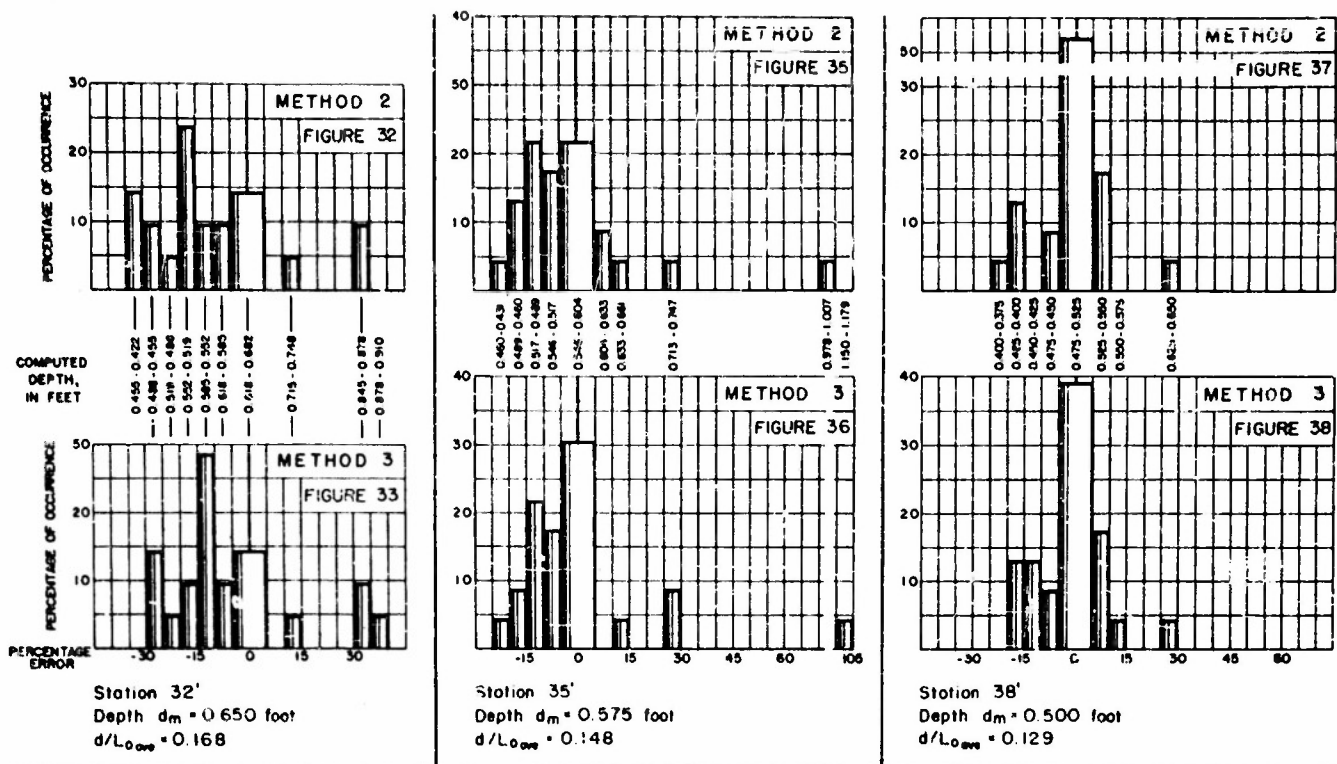 METHOD 2
FIGURE 32
PERCENTAGE OF OCCURRENCE
30
20
10
COMPUTED
DEPTH,
IN FEET
0.455 - 0.422
0.488 - 0.455
0.519 - 0.488
0.552 - 0.519
0.585 - 0.552
0.618 - 0.585
0.618 - 0.682
0.715 - 0.748
0.845 - 0.878
0.878 - 0.910
METHOD 3
FIGURE 33
PERCENTAGE OF OCCURRENCE
50
20
10
PERCENTAGE
ERROR
-30
-15
0
15
30
Station 32'
Depth dm = 0.650 foot
d/Lo ave = 0.168
METHOD 2
FIGURE 35
40
50
20
10
0.460 - 0.431
0.489 - 0.460
0.517 - 0.489
0.546 - 0.517
0.546 - 0.604
0.604 - 0.633
0.633 - 0.661
0.713 - 0.747
0.978 - 1.007
1.150 - 1.179
METHOD 3
FIGURE 36
40
30
20
10
-15
0
15
30
45
60
105
Station 35'
Depth dm = 0.575 foot
d/Lo ave = 0.148
METHOD 2
FIGURE 37
50
30
20
10
0.400 - 0.375
0.425 - 0.400
0.450 - 0.425
0.475 - 0.450
0.475 - 0.525
0.525 - 0.560
0.550 - 0.575
0.625 - 0.650
METHOD 3
FIGURE 38
40
30
20
10
-30
-15
0
15
30
45
60
Station 38'
Depth dm = 0.500 foot
d/Lo ave = 0.129